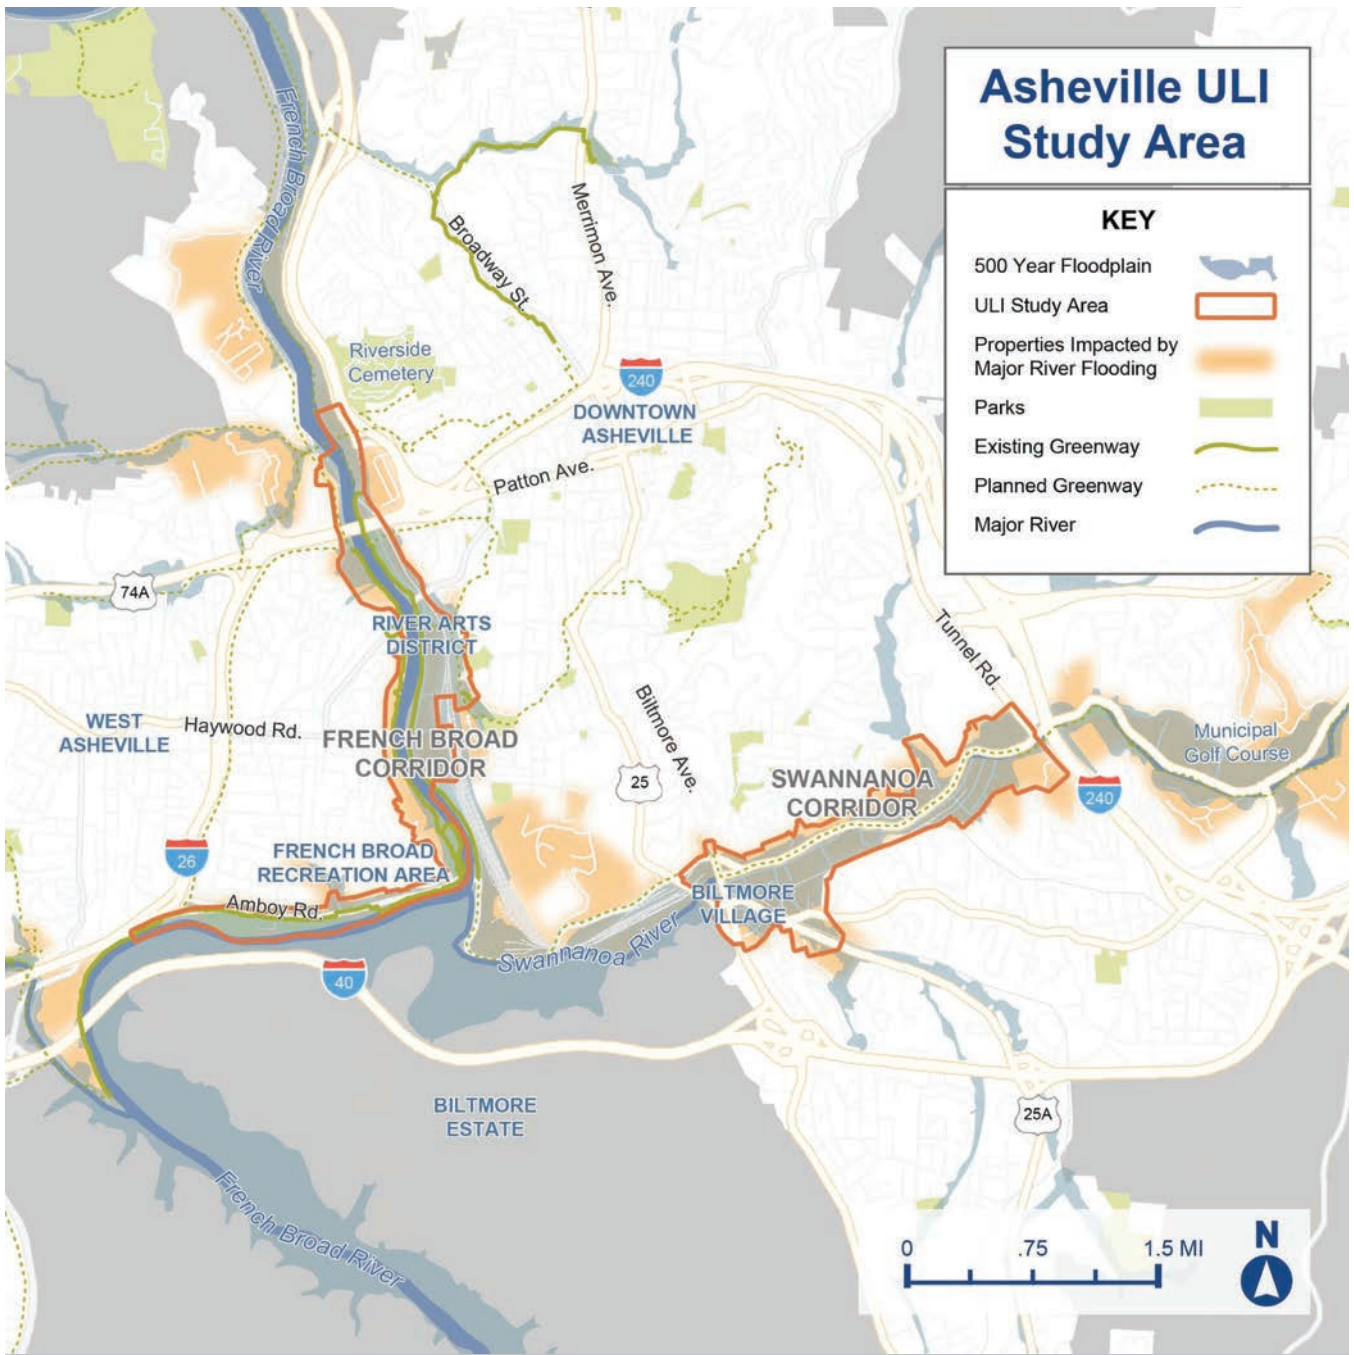 Asheville ULI
Study Area
KEY
500 Year Floodplain
ULI Study Area
Properties Impacted by
Major River Flooding
Parks
Existing Greenway
Planned Greenway
Major River
French Broad River
Broadway St.
Merrimon Ave.
Riverside
Cemetery
240
DOWNTOWN
ASHEVILLE
Patton Ave.
74A
RIVER ARTS
DISTRICT
Tunnel Rd.
WEST
ASHEVILLE
Haywood Rd.
FRENCH BROAD
CORRIDOR
Biltmore Ave.
25
SWANNANOA
CORRIDOR
Municipal
Golf Course
240
26
FRENCH BROAD
RECREATION AREA
Amboy Rd.
BILTMORE
VILLAGE
Swannanoa River
40
BILTMORE
ESTATE
25A
French Broad River
0 .75 1.5 MI
N